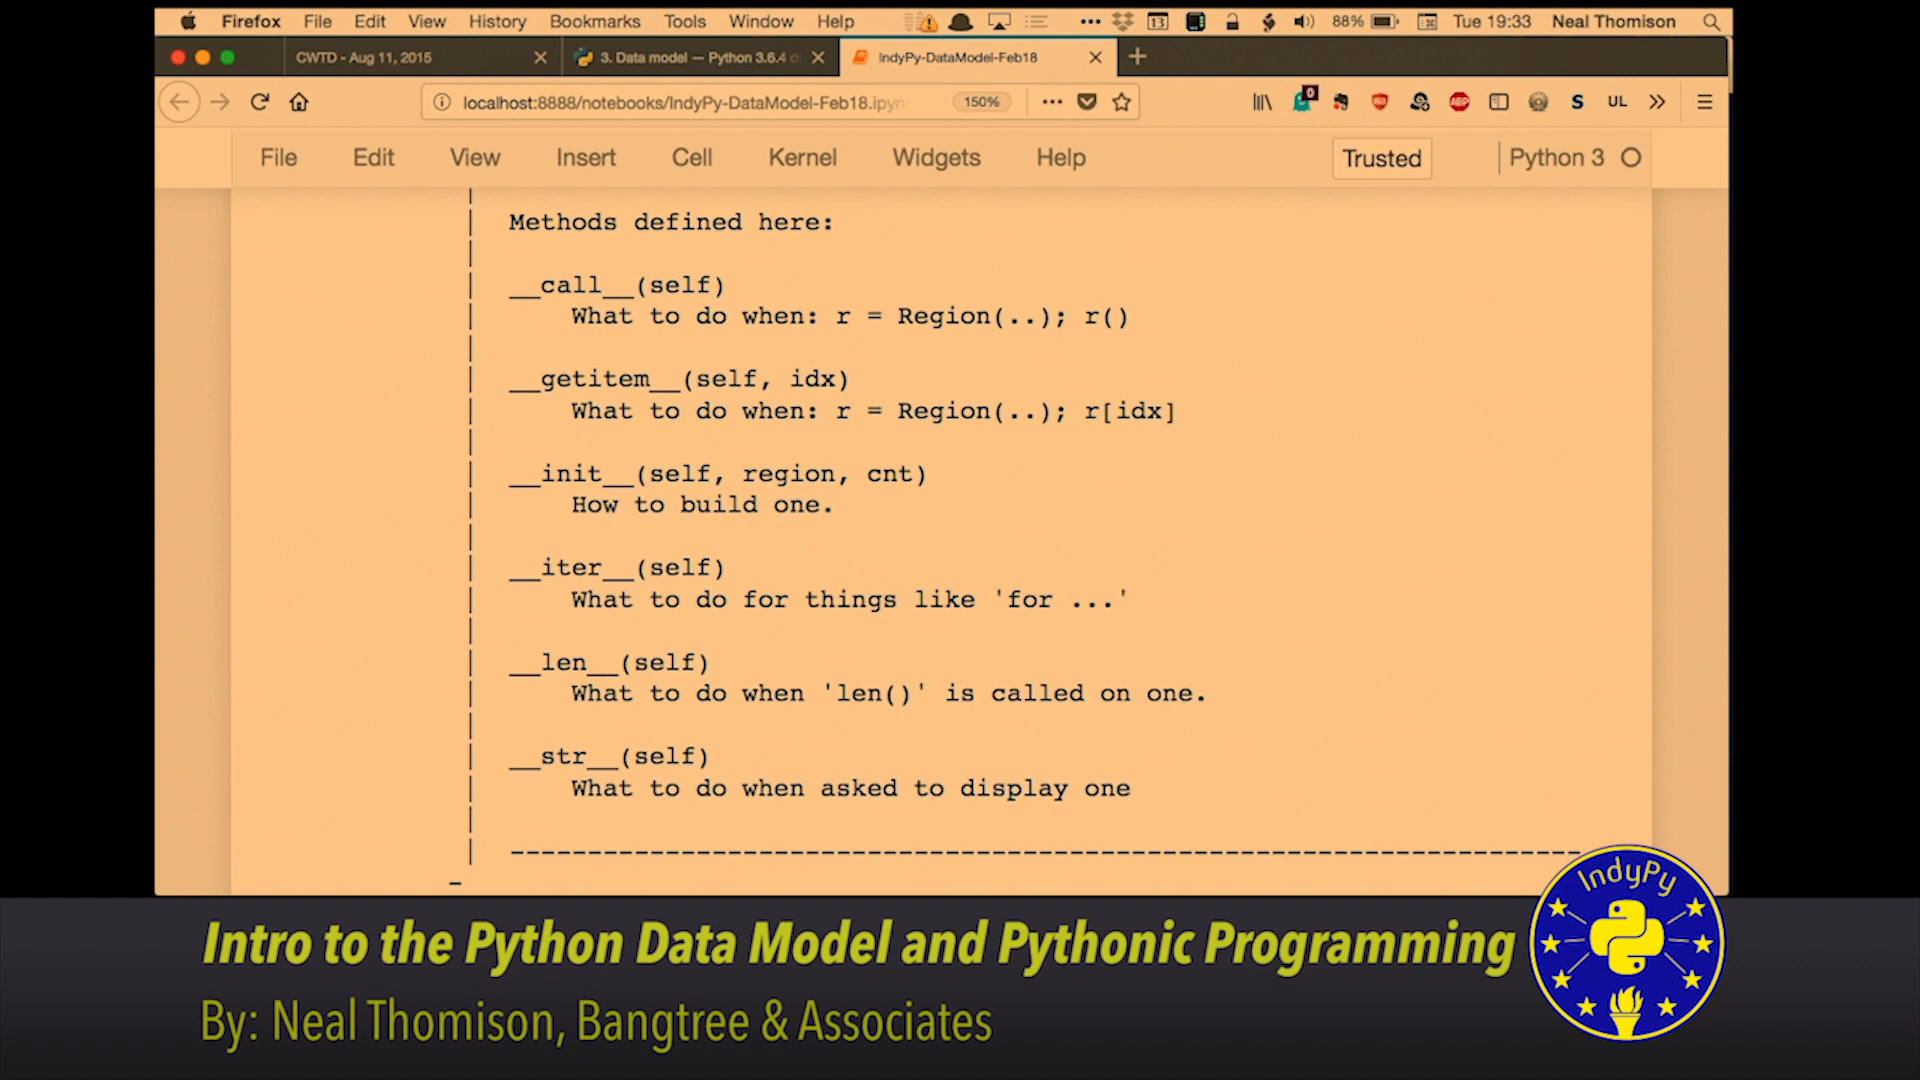 Firefox File Edit View History Bookmarks Tools Window Help 13 88% Tue 19:33 Neal Thomison
CWTD - Aug 11, 2015 3. Data model — Python 3.6.4 d IndyPy-DataModel-Feb18
localhost:8888/notebooks/IndyPy-DataModel-Feb18.ipyn 150% 0 ABP S UL
File Edit View Insert Cell Kernel Widgets Help Trusted Python 3
Methods defined here:
__call__(self)
What to do when: r = Region(..); r()
__getitem__(self, idx)
What to do when: r = Region(..); r[idx]
__init__(self, region, cnt)
How to build one.
__iter__(self)
What to do for things like 'for ...'
__len__(self)
What to do when 'len()' is called on one.
__str__(self)
What to do when asked to display one
----------------------------------------------------------------------
IndyPy
Intro to the Python Data Model and Pythonic Programming
By: Neal Thomison, Bangtree & Associates